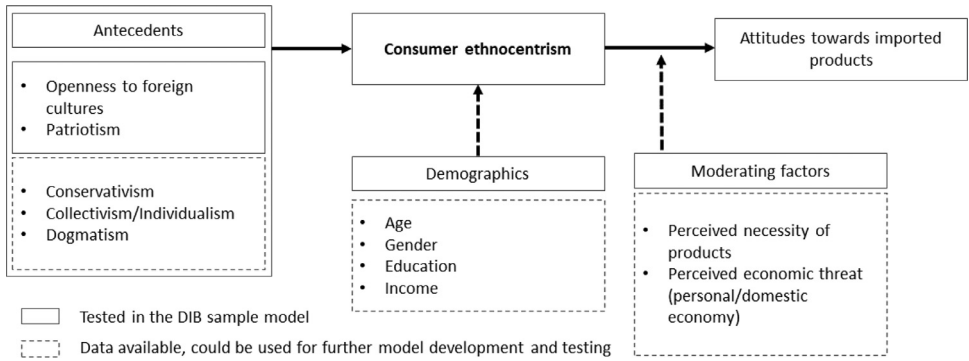 Antecedents
• Openness to foreign
cultures
• Patriotism
• Conservativism
• Collectivism/Individualism
• Dogmatism
Consumer ethnocentrism
Attitudes towards imported
products
Demographics
• Age
• Gender
• Education
• Income
Moderating factors
• Perceived necessity of
products
• Perceived economic threat
(personal/domestic
economy)
Tested in the DIB sample model
Data available, could be used for further model development and testing